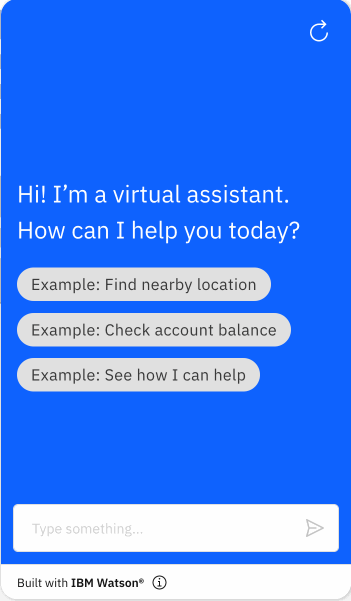 Hi! I’m a virtual assistant.
How can I help you today?
Example: Find nearby location
Example: Check account balance
Example: See how I can help
Type something...
Built with IBM Watson®